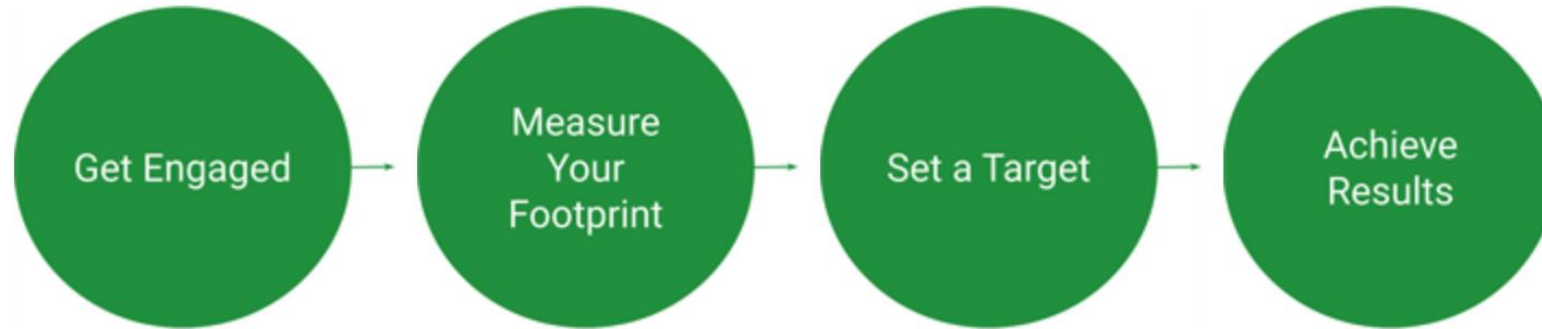 Get Engaged
Measure
Your
Footprint
Set a Target
Achieve
Results